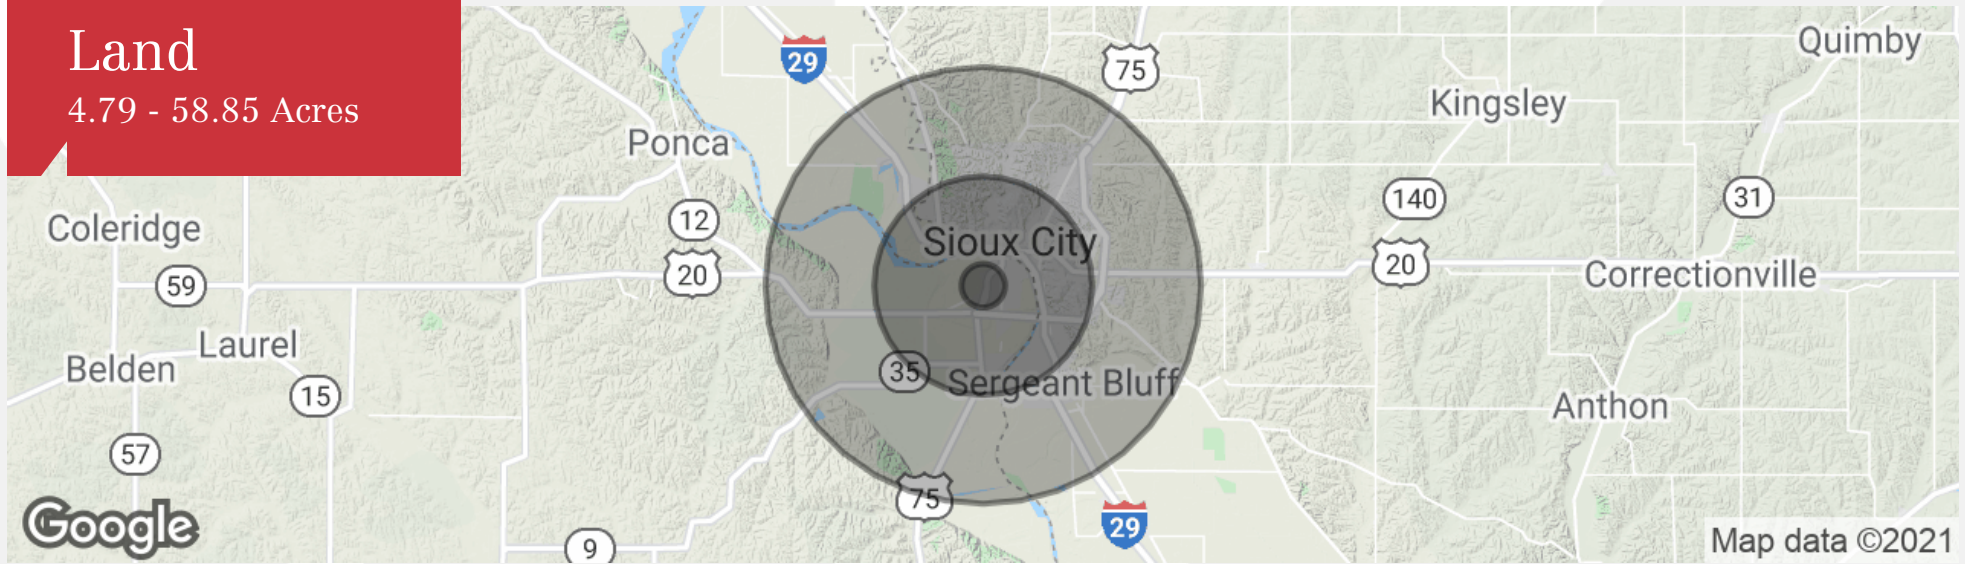 Land
4.79 - 58.85 Acres
29
75
Quimby
Kingsley
Ponca
140
31
Coleridge
12
Sioux City
20
20
59
Correctionville
Laurel
Belden
35
Sergeant Bluff
15
Anthon
57
75
Google
29
9
Map data ©2021